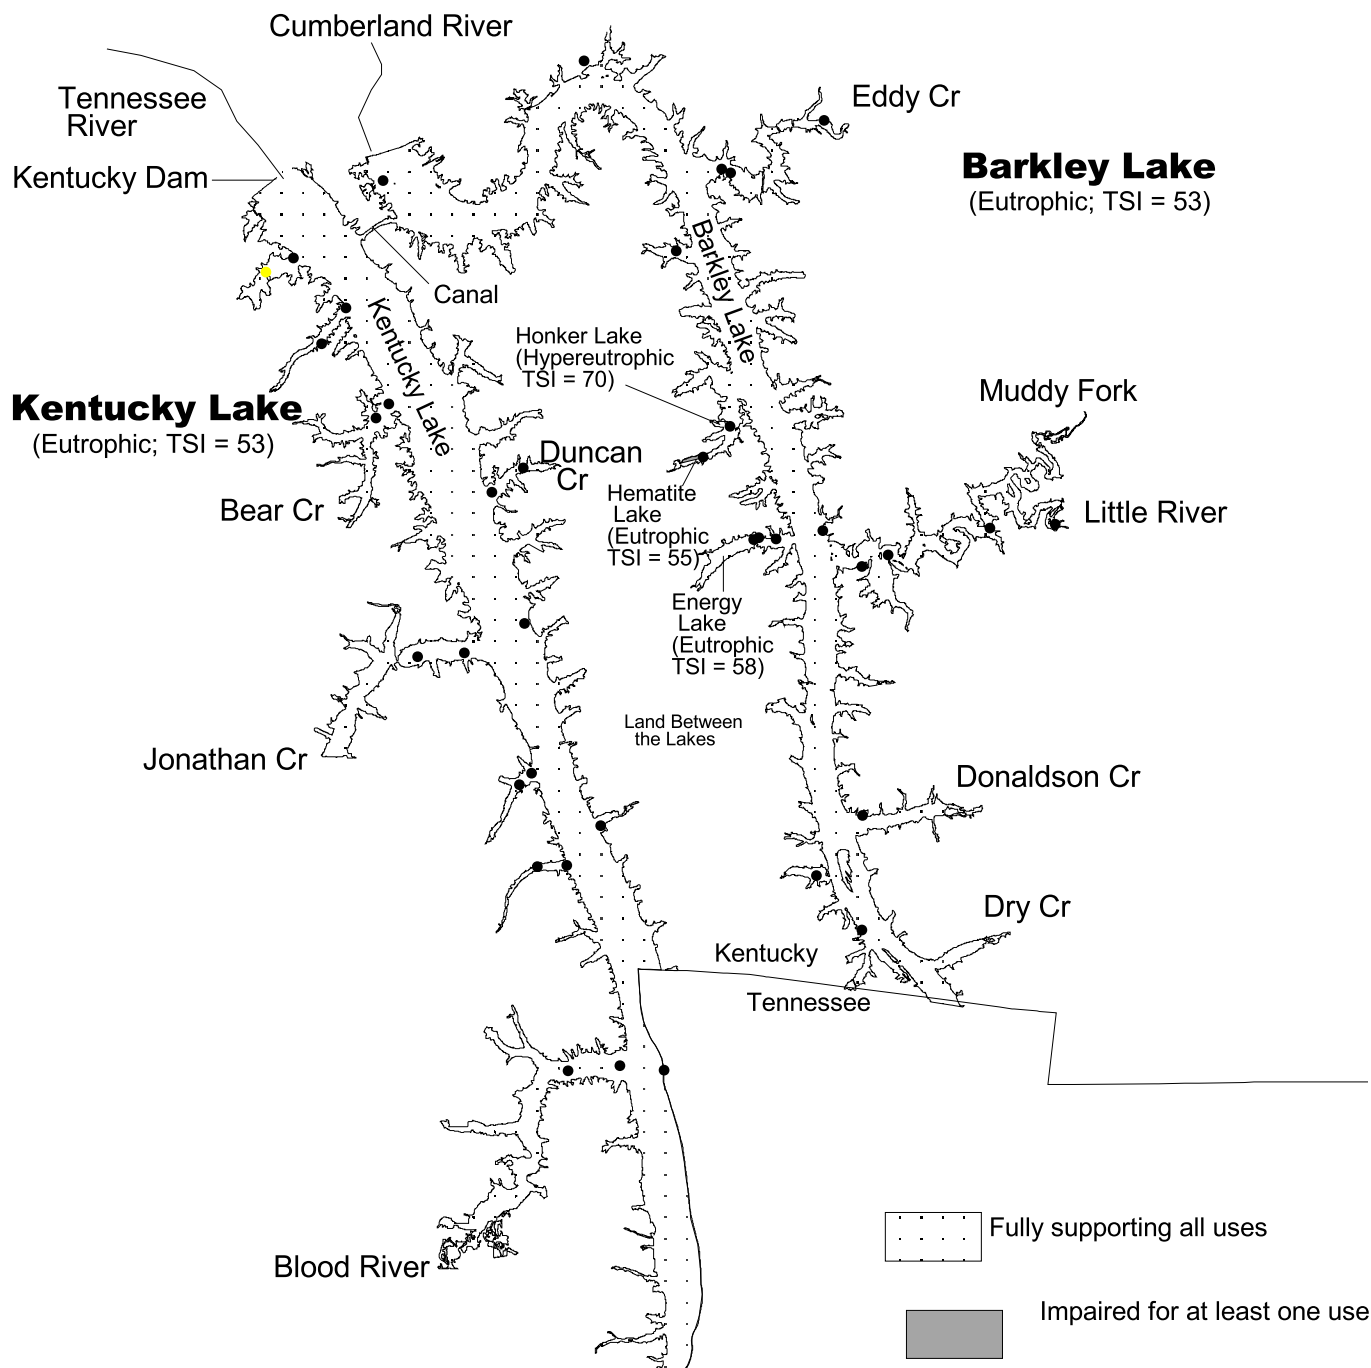 Cumberland River
Tennessee
River
Eddy Cr
Kentucky Dam
Barkley Lake
(Eutrophic; TSI = 53)
Barkley Lake
Canal
Kentucky Lake
Honker Lake
(Hypereutrophic
TSI = 70)
Muddy Fork
Kentucky Lake
(Eutrophic; TSI = 53)
Duncan
Cr
Bear Cr
Hematite
Lake
(Eutrophic
TSI = 55)
Little River
Energy
Lake
(Eutrophic
TSI = 58)
Land Between
the Lakes
Jonathan Cr
Donaldson Cr
Dry Cr
Kentucky
Tennessee
Blood River
Fully supporting all uses
Impaired for at least one use